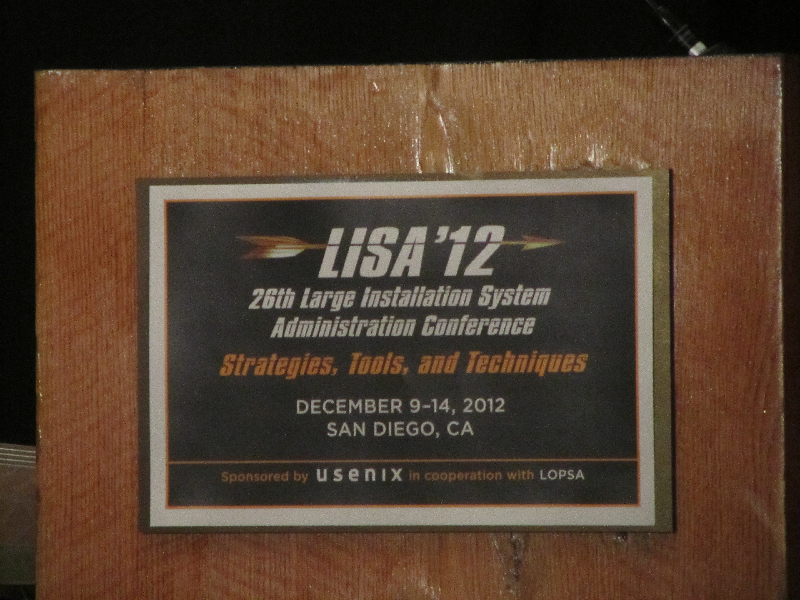 LISA '12
26th Large Installation System
Administration Conference
Strategies, Tools, and Techniques
DECEMBER 9–14, 2012
SAN DIEGO, CA
Sponsored by usenix in cooperation with LOPSA